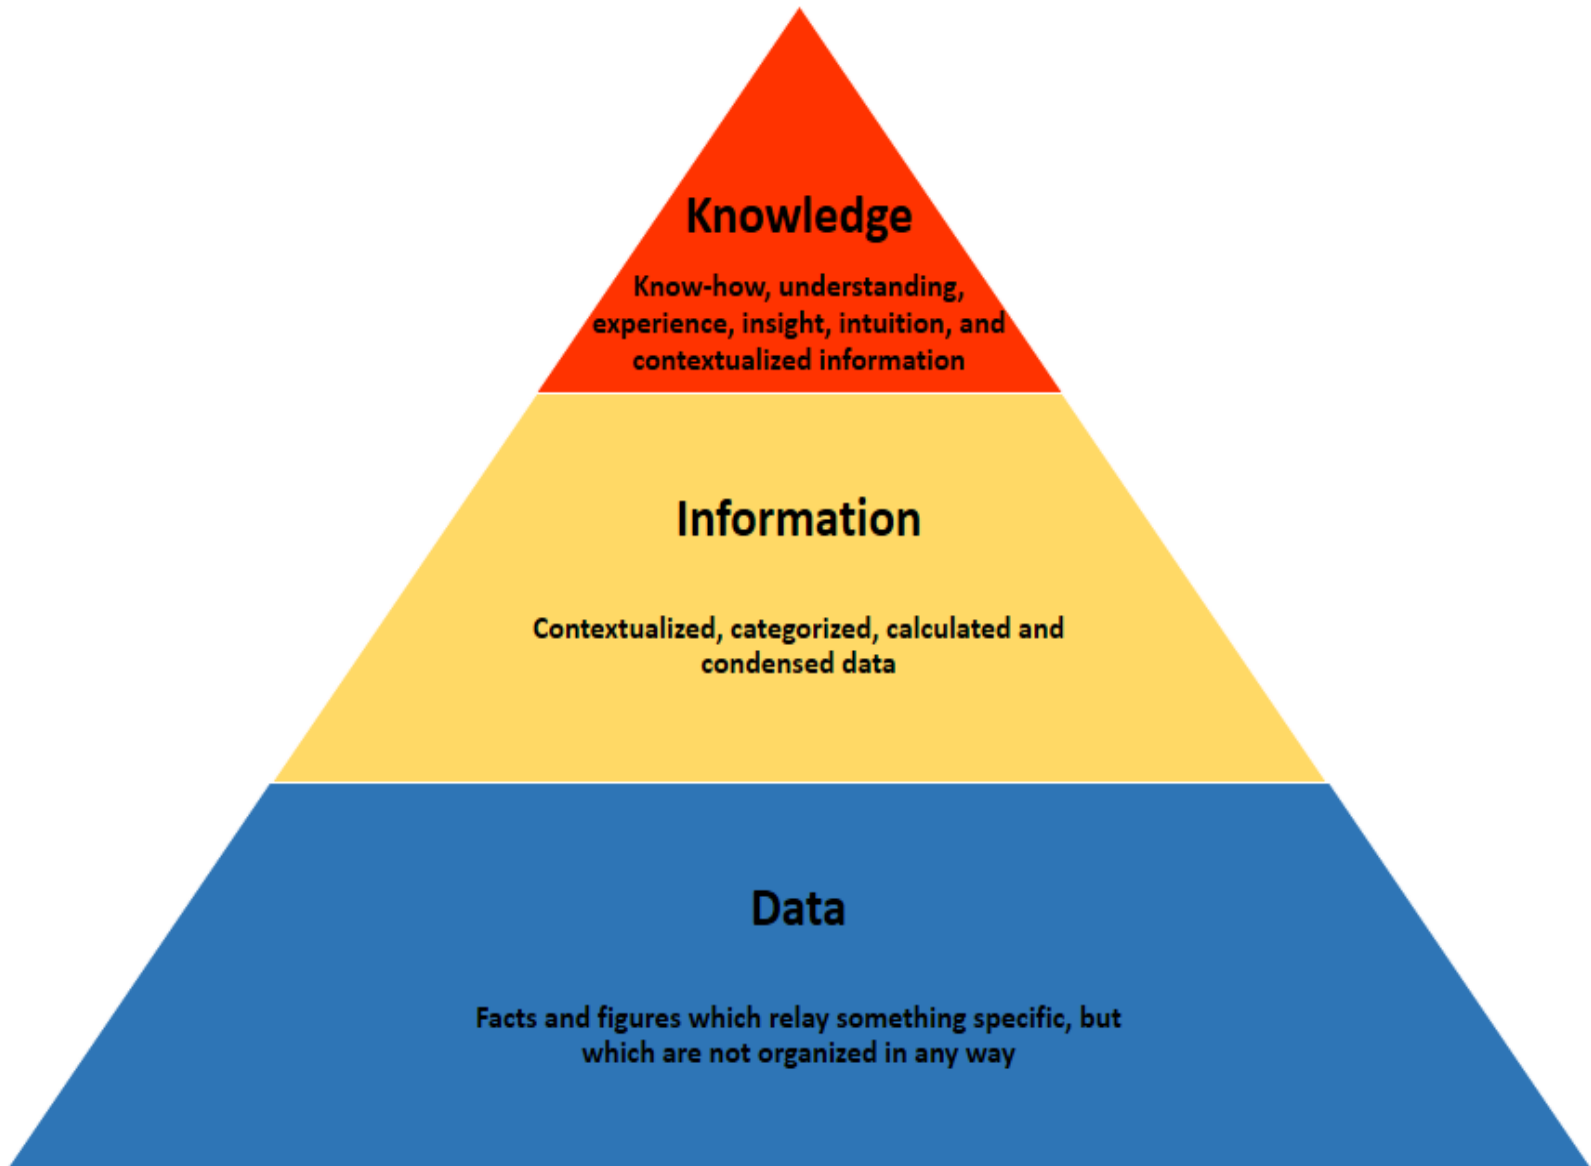 Knowledge
Know-how, understanding,
experience, insight, intuition, and
contextualized information
Information
Contextualized, categorized, calculated and
condensed data
Data
Facts and figures which relay something specific, but
which are not organized in any way